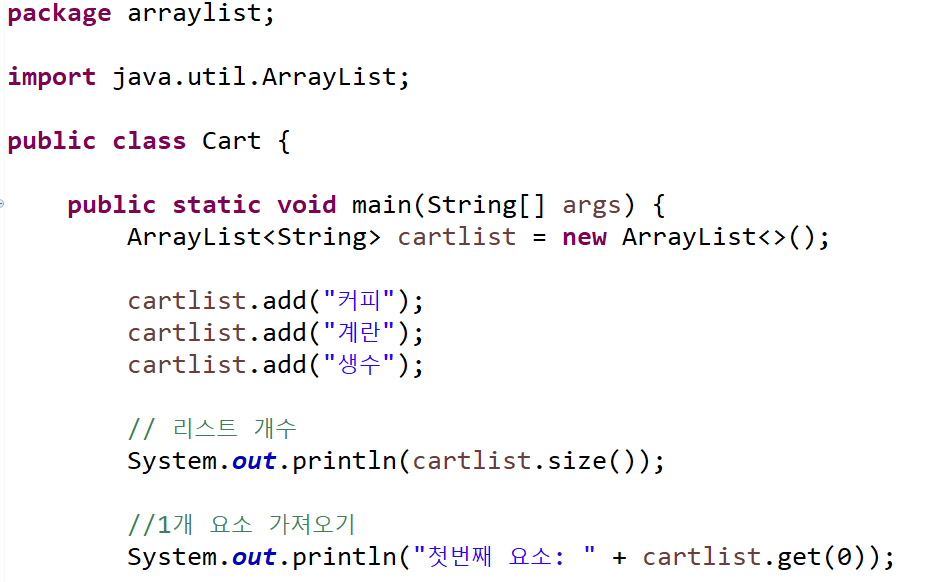 package arraylist;
import java.util.ArrayList;
public class Cart {
public static void main(String[] args) {
ArrayList<String> cartlist = new ArrayList<>();
cartlist.add("커피");
cartlist.add("계란");
cartlist.add("생수");
// 리스트 개수
System.out.println(cartlist.size());
//1개 요소 가져오기
System.out.println("첫번째 요소: " + cartlist.get(0));